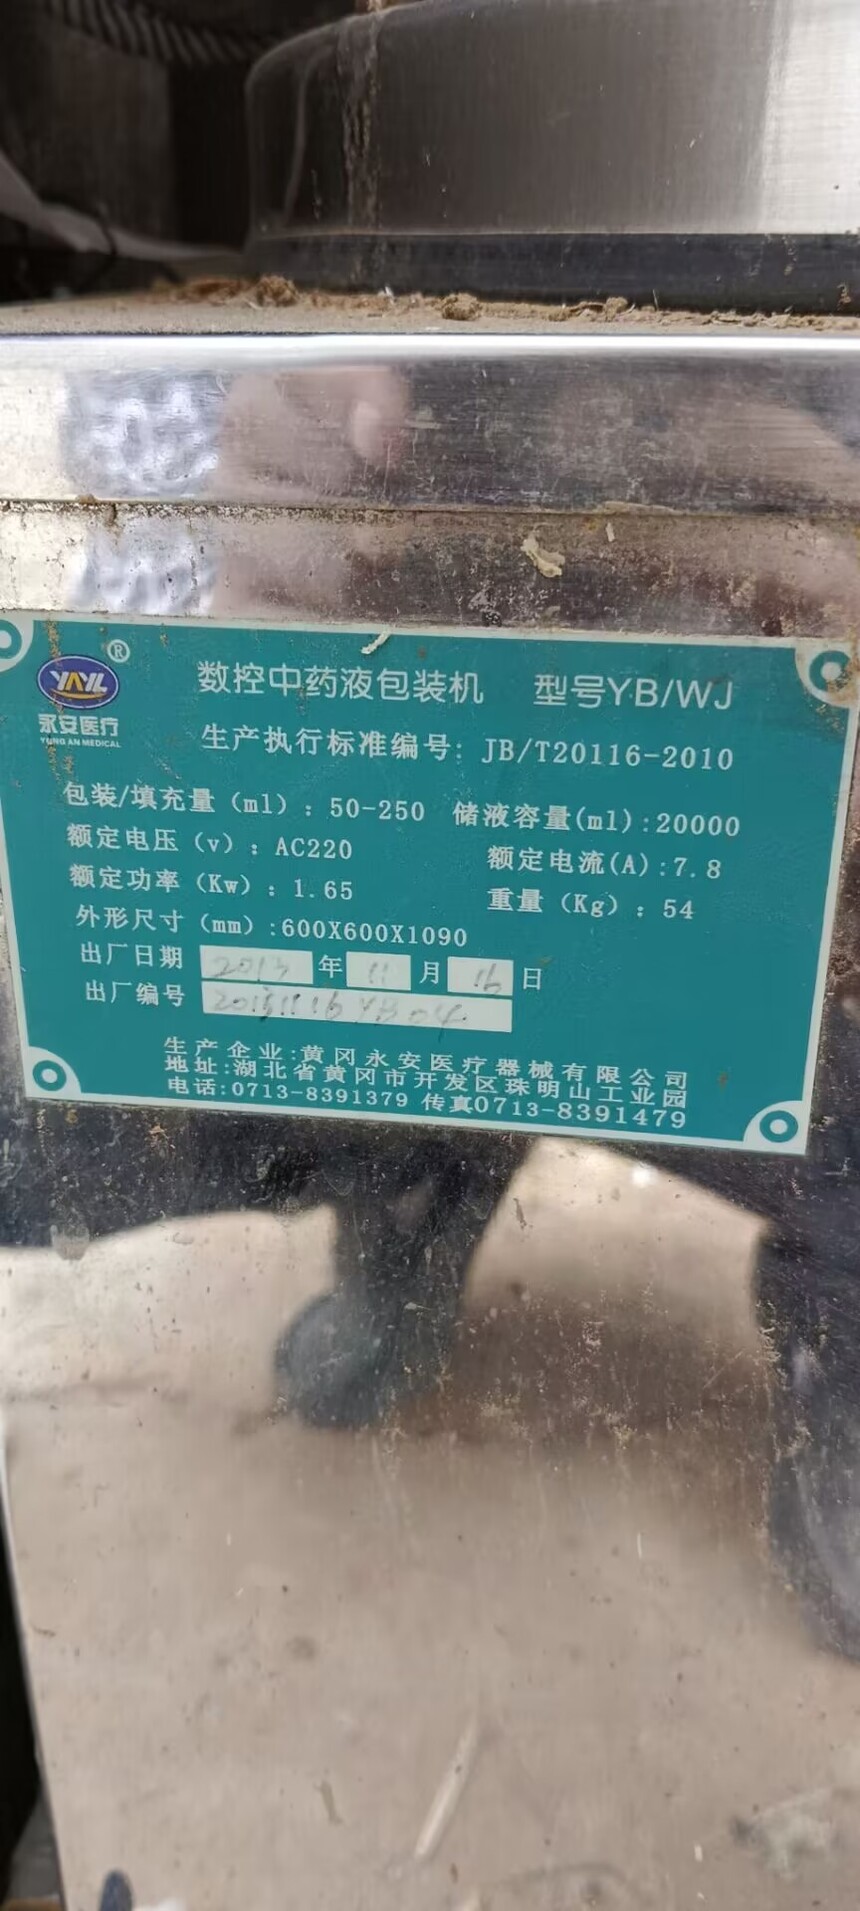 YAYL ®
永安医疗
YONG AN MEDICAL
数控中药液包装机 型号YB/WJ
生产执行标准编号: JB/T20116-2010
包装/填充量（ml）: 50-250 储液容量(ml):20000
额定电压（v）: AC220 额定电流(A):7.8
额定功率（Kw）: 1.65 重量（Kg）: 54
外形尺寸（mm）:600X600X1090
出厂日期 2013 年 11 月 16 日
出厂编号
生产企业:黄冈永安医疗器械有限公司
地址:湖北省黄冈市开发区珠明山工业园
电话:0713-8391379 传真0713-8391479